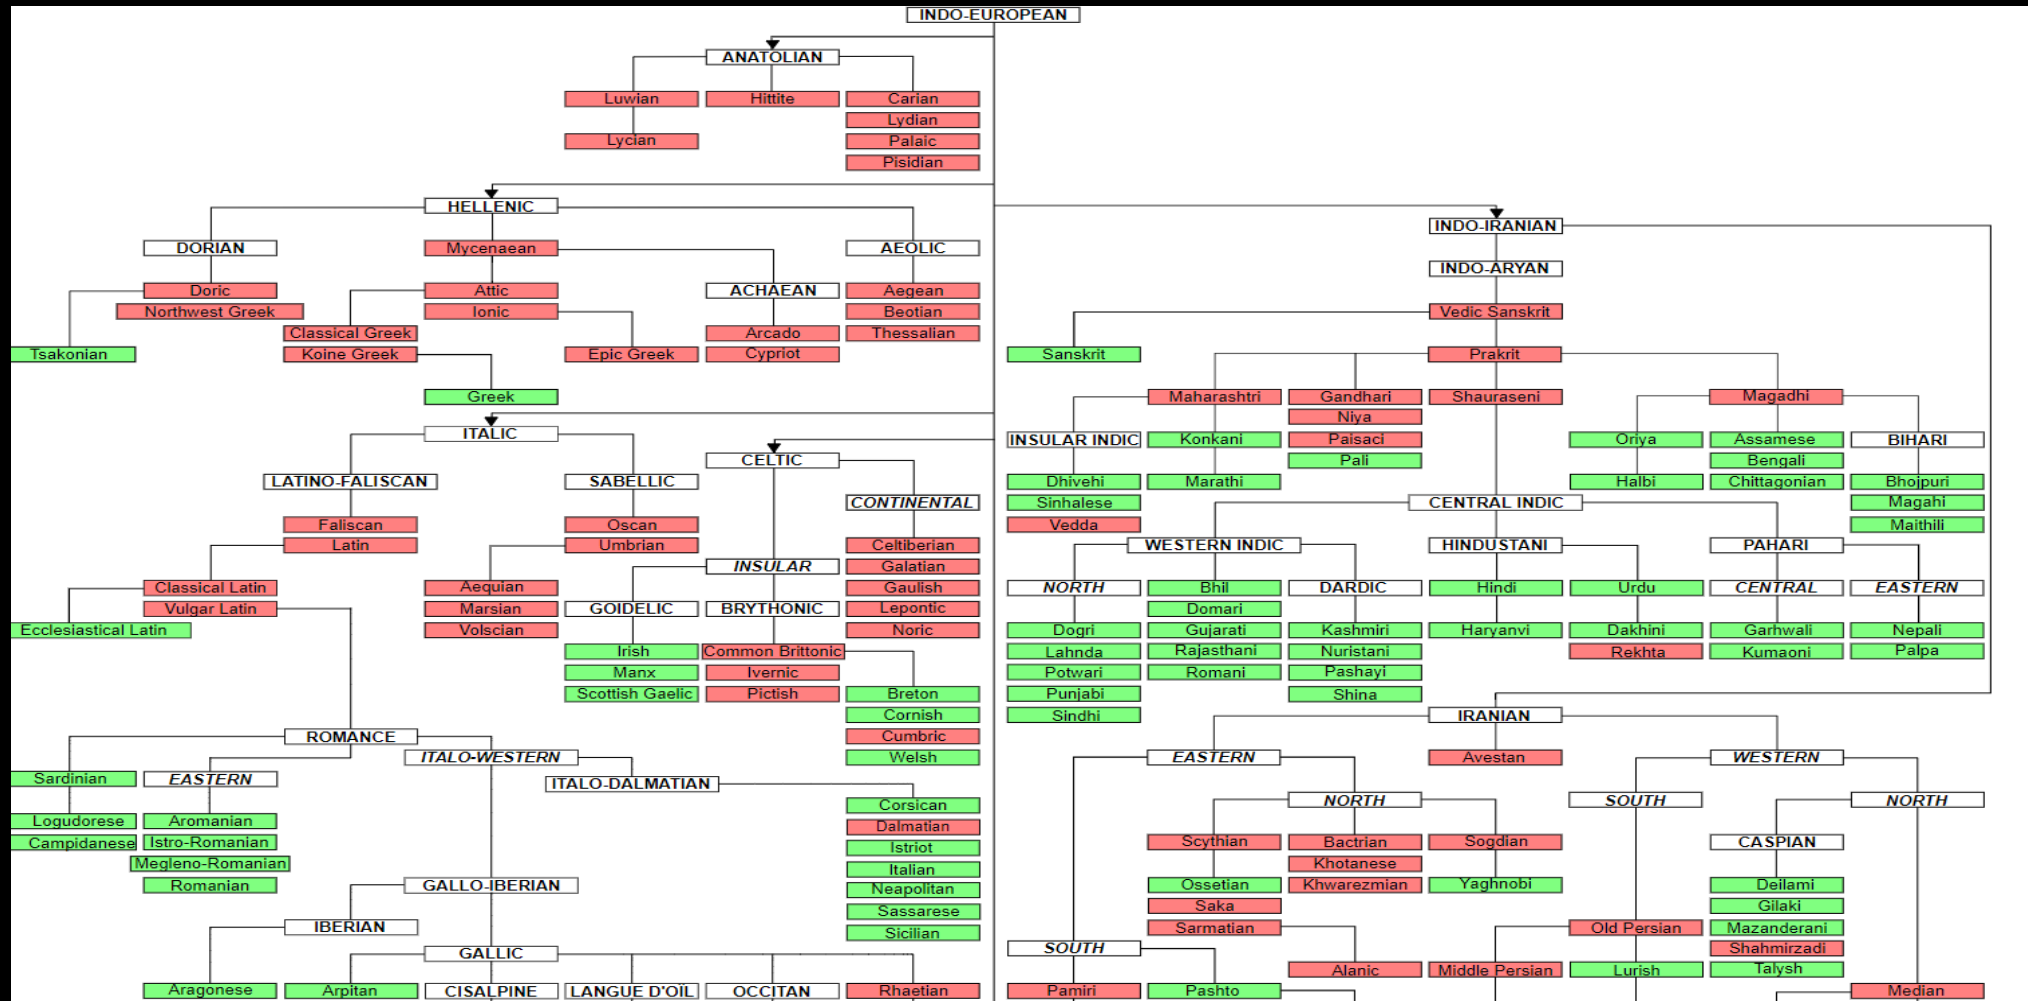 INDO-EUROPEAN
ANATOLIAN
Luwian
Hittite
Carian
Lydian
Lycian
Palaic
Pisidian
HELLENIC
DORIAN
Mycenaean
AEOLIC
Doric
Attic
ACHAEAN
Aegean
Northwest Greek
Ionic
Beotian
Classical Greek
Arcado
Thessalian
Tsakonian
Koine Greek
Epic Greek
Cypriot
Greek
ITALIC
CELTIC
LATINO-FALISCAN
SABELLIC
CONTINENTAL
Faliscan
Oscan
Latin
Umbrian
Celtiberian
INSULAR
Galatian
Classical Latin
Aequian
Gaulish
Vulgar Latin
Marsian
GOIDELIC
BRYTHONIC
Lepontic
Ecclesiastical Latin
Volscian
Noric
Irish
Common Brittonic
Manx
Ivernic
Scottish Gaelic
Pictish
Breton
Cornish
Cumbric
Welsh
ROMANCE
ITALO-WESTERN
Sardinian
EASTERN
ITALO-DALMATIAN
Corsican
Logudorese
Aromanian
Dalmatian
Campidanese
Istro-Romanian
Istriot
Megleno-Romanian
Italian
Romanian
GALLO-IBERIAN
Neapolitan
Sassarese
IBERIAN
Sicilian
GALLIC
Aragonese
Arpitan
CISALPINE
LANGUE D'OÏL
OCCITAN
Rhaetian
INDO-IRANIAN
INDO-ARYAN
Vedic Sanskrit
Sanskrit
Prakrit
Maharashtri
Gandhari
Shauraseni
Magadhi
Niya
INSULAR INDIC
Konkani
Paisaci
Oriya
Assamese
BIHARI
Pali
Bengali
Dhivehi
Marathi
Halbi
Chittagonian
Bhojpuri
Sinhalese
CENTRAL INDIC
Magahi
Vedda
Maithili
WESTERN INDIC
HINDUSTANI
PAHARI
NORTH
Bhil
DARDIC
Hindi
Urdu
CENTRAL
EASTERN
Domari
Dogri
Gujarati
Kashmiri
Haryanvi
Dakhini
Garhwali
Nepali
Lahnda
Rajasthani
Nuristani
Rekhta
Kumaoni
Palpa
Potwari
Romani
Pashayi
Punjabi
Shina
Sindhi
IRANIAN
EASTERN
Avestan
WESTERN
NORTH
SOUTH
NORTH
Scythian
Bactrian
Sogdian
CASPIAN
Khotanese
Ossetian
Khwarezmian
Yaghnobi
Deilami
Saka
Gilaki
Sarmatian
Old Persian
Mazanderani
SOUTH
Shahmirzadi
Alanic
Middle Persian
Lurish
Talysh
Pamiri
Pashto
Median